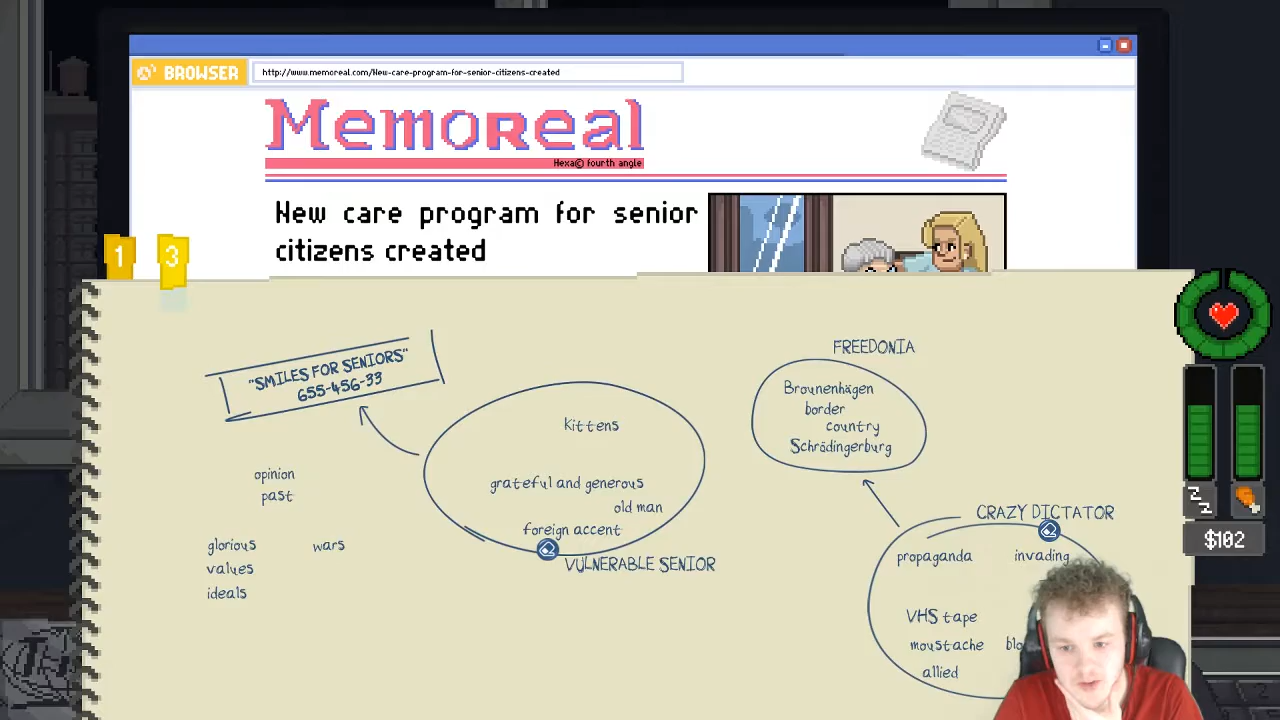 BROWSER
http://www.memoreal.com/New-care-program-for-senior-citizens-created
Memoreal
Hexa© fourth angle
New care program for senior
citizens created
1
3
"SMILES FOR SENIORS"
655-456-33
opinion
past
glorious
wars
values
ideals
kittens
grateful and generous
old man
foreign accent
VULNERABLE SENIOR
FREEDONIA
Brounenhägen
border
country
Schrödingerburg
CRAZY DICTATOR
propaganda
invading
VHS tape
moustache
allied
$102